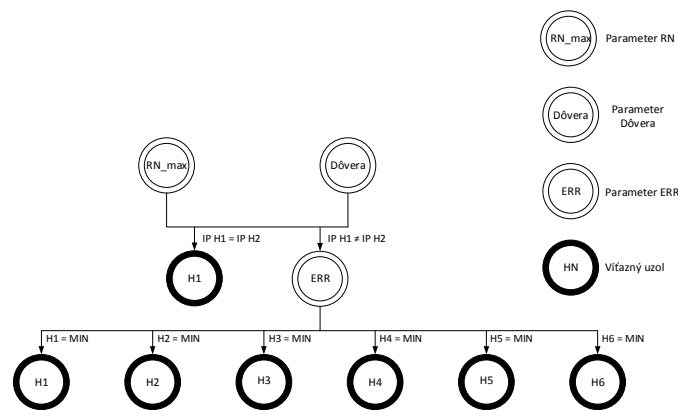 RN_max
Parameter RN
Dôvera
Parameter
Dôvera
RN_max
Dôvera
ERR
Parameter ERR
IP H1 = IP H2
IP H1 ≠ IP H2
H1
ERR
HN
Víťazný uzol
H1 = MIN
H2 = MIN
H3 = MIN
H4 = MIN
H5 = MIN
H6 = MIN
H1
H2
H3
H4
H5
H6